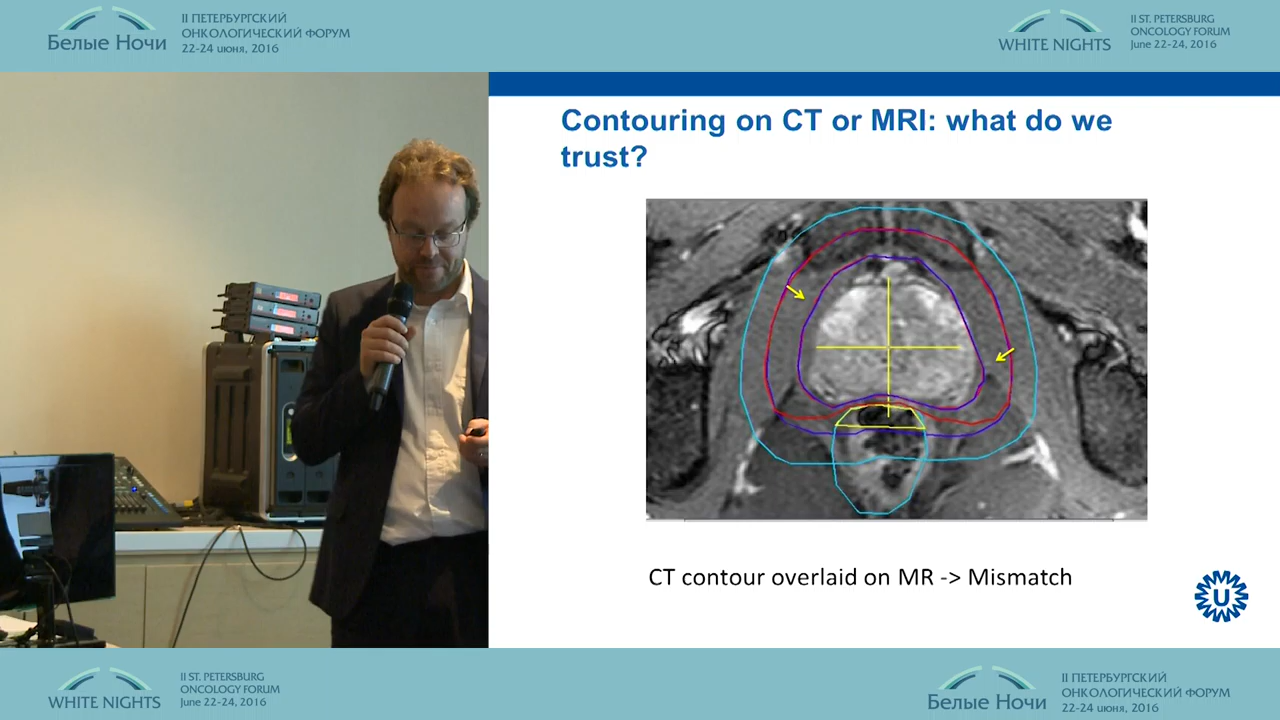 Белые Ночи
II ПЕТЕРБУРГСКИЙ
ОНКОЛОГИЧЕСКИЙ ФОРУМ
22-24 июня, 2016
WHITE NIGHTS
II ST. PETERSBURG
ONCOLOGY FORUM
June 22-24, 2016
Contouring on CT or MRI: what do we
trust?
CT contour overlaid on MR -> Mismatch
U
WHITE NIGHTS
II ST. PETERSBURG
ONCOLOGY FORUM
June 22-24, 2016
Белые Ночи
II ПЕТЕРБУРГСКИЙ
ОНКОЛОГИЧЕСКИЙ ФОРУМ
22-24 июня, 2016